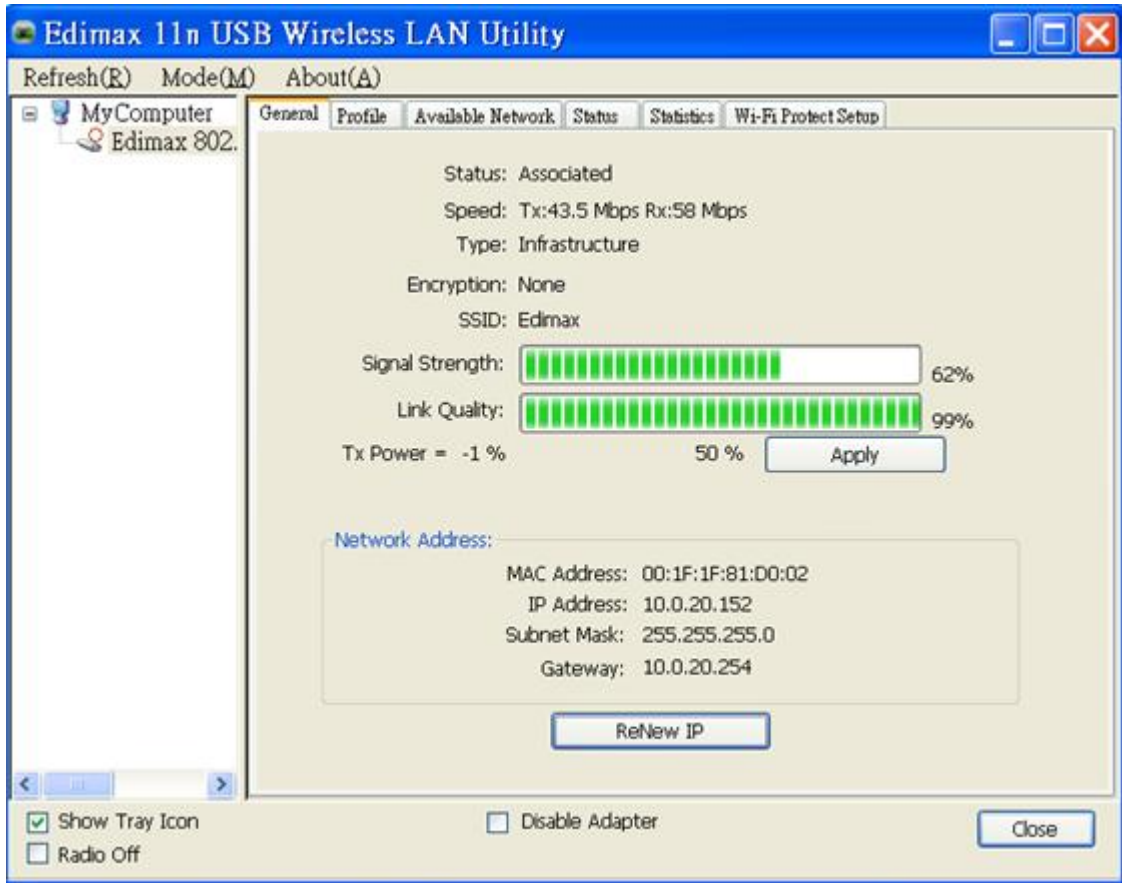 Edimax 11n USB Wireless LAN Utility
Refresh(R) Mode(M) About(A)
MyComputer
Edimax 802.
General Profile Available Network Status Statistics Wi-Fi Protect Setup
Status: Associated
Speed: Tx:43.5 Mbps Rx:58 Mbps
Type: Infrastructure
Encryption: None
SSID: Edimax
Signal Strength: 62%
Link Quality: 99%
Tx Power = -1 % 50 % Apply
Network Address:
MAC Address: 00:1F:1F:81:D0:02
IP Address: 10.0.20.152
Subnet Mask: 255.255.255.0
Gateway: 10.0.20.254
ReNew IP
Show Tray Icon Disable Adapter
Radio Off
Close